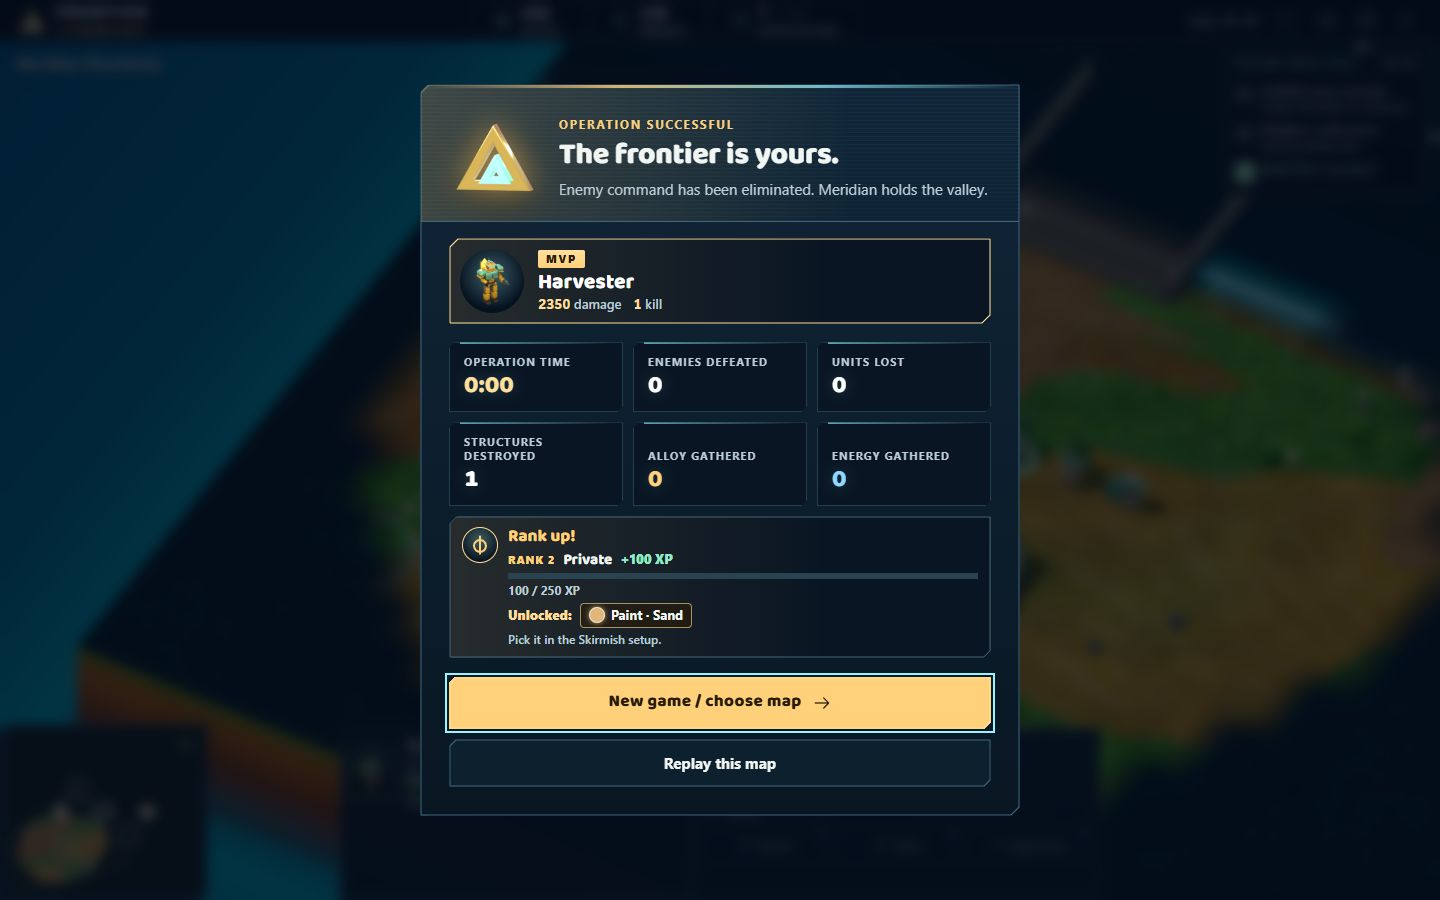 OPERATION SUCCESSFUL
The frontier is yours.
Enemy command has been eliminated. Meridian holds the valley.
MVP
Harvester
2350 damage 1 kill
OPERATION TIME
0:00
ENEMIES DEFEATED
0
UNITS LOST
0
STRUCTURES
DESTROYED
1
ALLOY GATHERED
0
ENERGY GATHERED
0
Rank up!
RANK 2 Private +100 XP
100 / 250 XP
Unlocked: Paint · Sand
Pick it in the Skirmish setup.
New game / choose map →
Replay this map